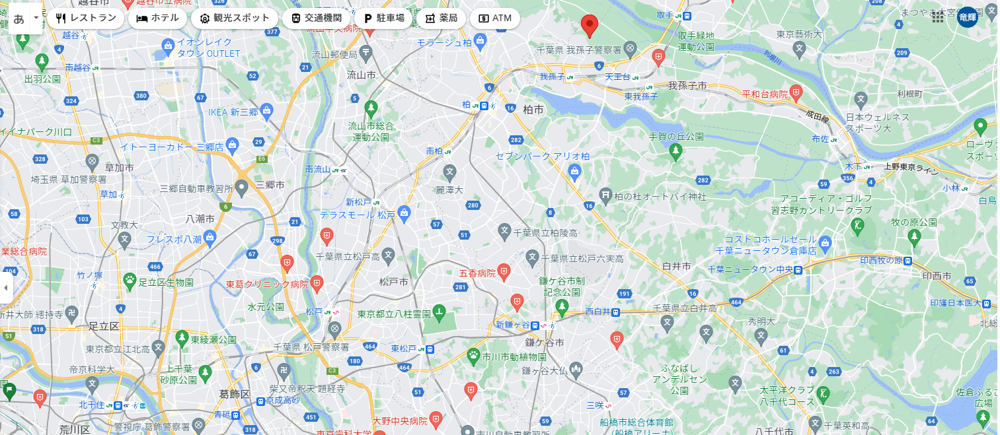 越谷市
越谷市立病院
326
208
あ
レストラン
ホテル
観光スポット
交通機関
駐車場
薬局
ATM
まつやま大宮
竜輝
取手 JR
377
流山中央病院
4
越谷
イオンレイク
タウン OUTLET
4
流山郵便局
モラージュ柏
千葉県 我孫子警察署
取手緑地
運動公園
東京藝術大
209
利根川
南越谷 JR
出羽公園
21
52
流山市
6
6
我孫子 JR
天王台 JR
我孫子市
東我孫子
平和台病院
利根町
324
380
67
5
IKEA 新三郷
柏 JR
16
柏市
成田線
日本ウェルネス
スポーツ大
イイナパーク川口
C3
流山市総合
運動公園
イトーヨーカドー 三郷店
29
282
手賀の丘公園
布佐 JR
ローヴァ
スポーツ
328
草加市
E6
南柏 JR
セブンパーク アリオ柏
木下 JR
上野東京ライン
埼玉県 草加警察署
南流山 JR
三郷市
麗澤大
282
59
356
4
小林 JR
草加
三郷自動車教習所
柏の杜オートバイ神社
アコーディア・ゴルフ
習志野カントリークラブ
白鳥
6
新松戸 JR
280
16
58
103
八潮市
テラスモール 松戸
8
文教大
21
57
牧の原公園
フレスポ八潮
298
51
千葉県立柏陵高
コストコホールセール
千葉ニュータウン倉庫店
業総合病院
67
千葉県立松戸高
千葉県立松戸六実高
印西牧の原
104
466
白井市
千葉ニュータウン中央
竹ノ塚
五香病院
印西市
足立区生物園
東葛クリニック病院
松戸市
281
鎌ケ谷市制
記念公園
191
16
65
水元公園
464
印旛日本医大
4
新井大師 總持寺
松戸 JR
東京都立八柱霊園
西白井
千葉県立白井高
318
足立区
新鎌ヶ谷
秀明大
北総
S1
東綾瀬公園
鎌ケ谷市
東京都立江北高
千葉県 松戸警察署
464
東松戸 JR
61
180
市川市動植物園
帝京科学大
上千葉
砂原公園
6
C3
464
鎌ヶ谷大仏
ふなばし
アンデルセン
公園
4
263
園
柴又帝釈天 題経寺
51
57
太平洋クラブ
八千代コース
佐倉ふるさ
広場
葛飾区
京成高砂
北千住 JR
三咲
青砥
451
大野中央病院
59
船橋市総合体育館
(船橋アリーナ)
64
荒川区
警視庁 葛飾警察署
318
東京歯科大学
市川自動車教習所
八千代市
千葉英和高